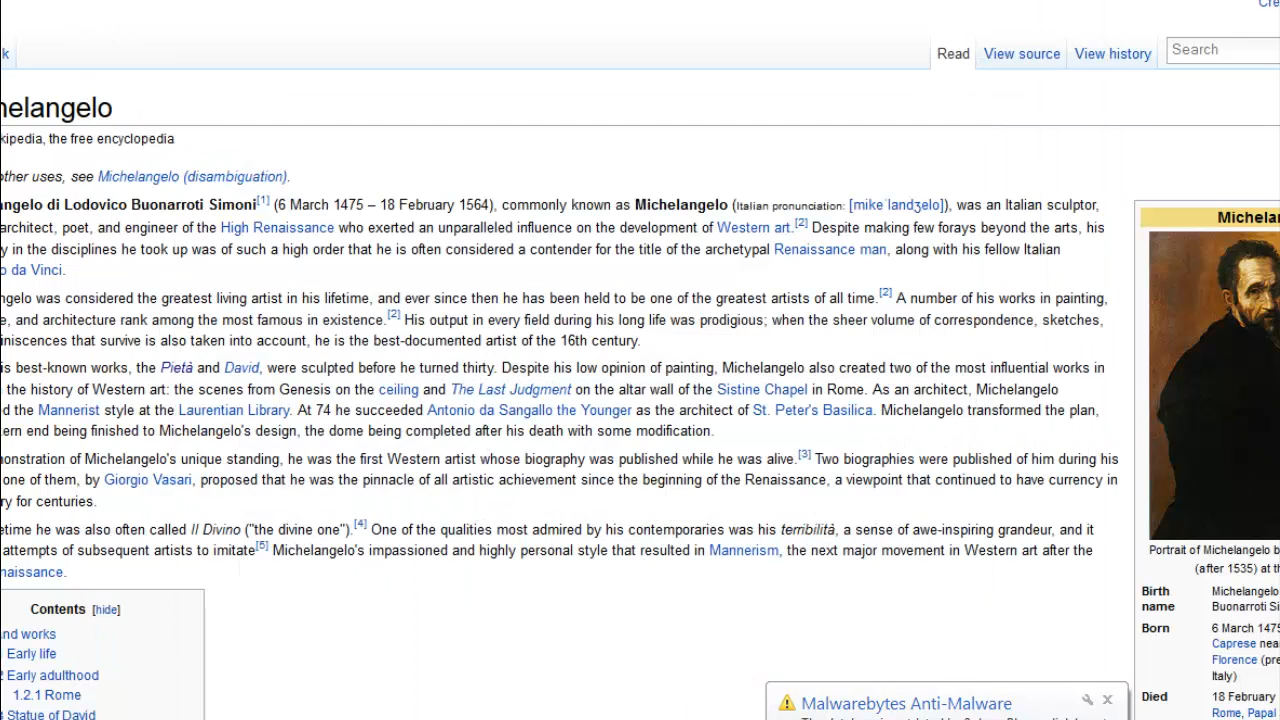 Cre
k
Read View source View history Search
helangelo
kipedia, the free encyclopedia
other uses, see Michelangelo (disambiguation).
angelo di Lodovico Buonarroti Simoni[1] (6 March 1475 – 18 February 1564), commonly known as Michelangelo (Italian pronunciation: [mikeˈlandʒelo]), was an Italian sculptor,
architect, poet, and engineer of the High Renaissance who exerted an unparalleled influence on the development of Western art.[2] Despite making few forays beyond the arts, his
y in the disciplines he took up was of such a high order that he is often considered a contender for the title of the archetypal Renaissance man, along with his fellow Italian
o da Vinci.
ngelo was considered the greatest living artist in his lifetime, and ever since then he has been held to be one of the greatest artists of all time.[2] A number of his works in painting,
e, and architecture rank among the most famous in existence.[2] His output in every field during his long life was prodigious; when the sheer volume of correspondence, sketches,
iniscences that survive is also taken into account, he is the best-documented artist of the 16th century.
is best-known works, the Pietà and David, were sculpted before he turned thirty. Despite his low opinion of painting, Michelangelo also created two of the most influential works in
the history of Western art: the scenes from Genesis on the ceiling and The Last Judgment on the altar wall of the Sistine Chapel in Rome. As an architect, Michelangelo
ed the Mannerist style at the Laurentian Library. At 74 he succeeded Antonio da Sangallo the Younger as the architect of St. Peter's Basilica. Michelangelo transformed the plan,
ern end being finished to Michelangelo's design, the dome being completed after his death with some modification.
monstration of Michelangelo's unique standing, he was the first Western artist whose biography was published while he was alive.[3] Two biographies were published of him during his
one of them, by Giorgio Vasari, proposed that he was the pinnacle of all artistic achievement since the beginning of the Renaissance, a viewpoint that continued to have currency in
ry for centuries.
etime he was also often called Il Divino ("the divine one").[4] One of the qualities most admired by his contemporaries was his terribilità, a sense of awe-inspiring grandeur, and it
attempts of subsequent artists to imitate[5] Michelangelo's impassioned and highly personal style that resulted in Mannerism, the next major movement in Western art after the
naissance.
Contents [hide]
and works
Early life
2 Early adulthood
1.2.1 Rome
3 Statue of David
Michelan
Portrait of Michelangelo b
(after 1535) at th
Birth name
Michelangelo
Buonarroti Si
Born
6 March 1475
Caprese near
Florence (pre
Italy)
Died
18 February
Rome, Papal
Malwarebytes Anti-Malware